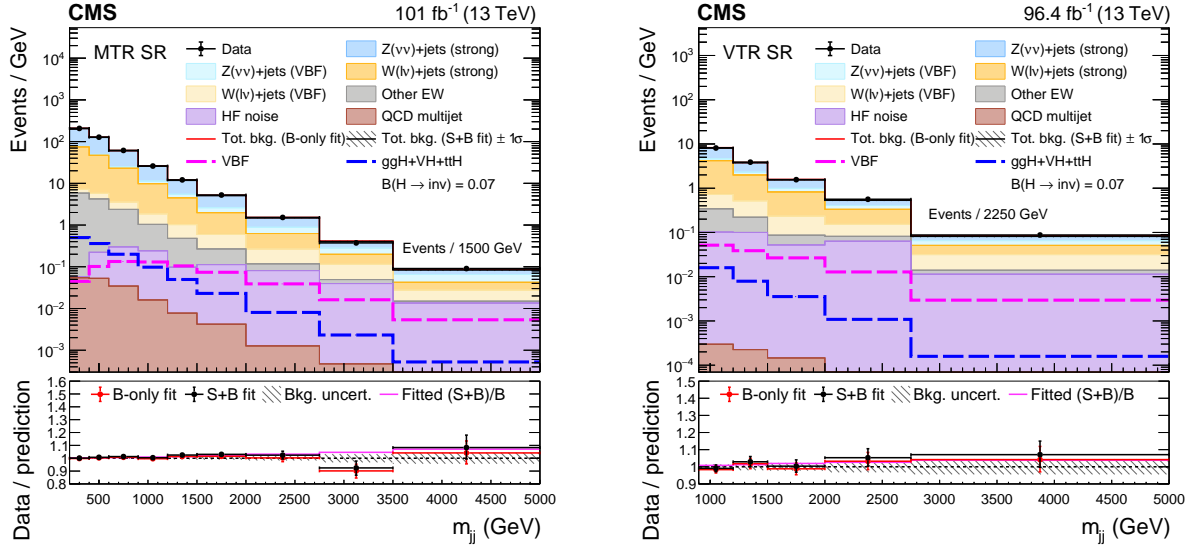 CMS 101 fb⁻¹ (13 TeV)
MTR SR
Data
Z(νν)+jets (strong)
Z(νν)+jets (VBF)
W(lν)+jets (strong)
W(lν)+jets (VBF)
Other EW
HF noise
QCD multijet
Tot. bkg. (B-only fit)
Tot. bkg. (S+B fit) ± 1σ
VBF
ggH+VH+ttH
B(H → inv) = 0.07
Events / 1500 GeV
Events / GeV
10⁴
10³
10²
10
1
10⁻¹
10⁻²
10⁻³
B-only fit S+B fit Bkg. uncert. Fitted (S+B)/B
Data / prediction
1.6
1.5
1.4
1.3
1.2
1.1
1.0
0.9
0.8
500 1000 1500 2000 2500 3000 3500 4000 4500 5000
m_jj (GeV)
CMS 96.4 fb⁻¹ (13 TeV)
VTR SR
Data
Z(νν)+jets (strong)
Z(νν)+jets (VBF)
W(lν)+jets (strong)
W(lν)+jets (VBF)
Other EW
HF noise
QCD multijet
Tot. bkg. (B-only fit)
Tot. bkg. (S+B fit) ± 1σ
VBF
ggH+VH+ttH
B(H → inv) = 0.07
Events / 2250 GeV
Events / GeV
10³
10²
10
1
10⁻¹
10⁻²
10⁻³
10⁻⁴
B-only fit S+B fit Bkg. uncert. Fitted (S+B)/B
Data / prediction
1.5
1.4
1.3
1.2
1.1
1
0.9
1000 1500 2000 2500 3000 3500 4000 4500 5000
m_jj (GeV)